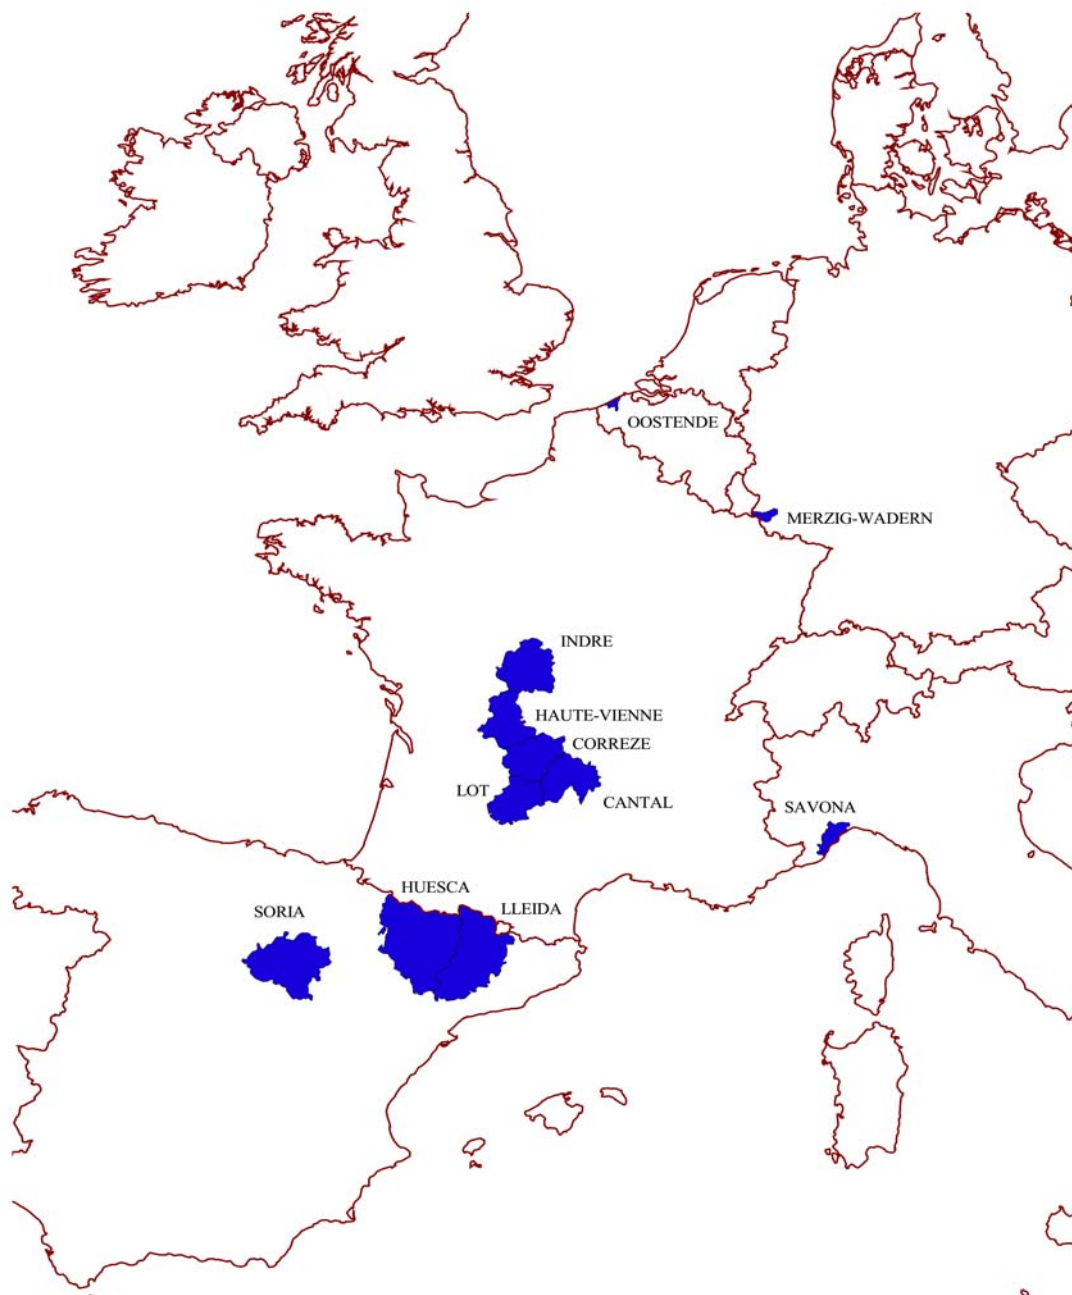 OOSTENDE
MERZIG-WADERN
INDRE
HAUTE-VIENNE
CORREZE
LOT
CANTAL
SAVONA
HUESCA
LLEIDA
SORIA